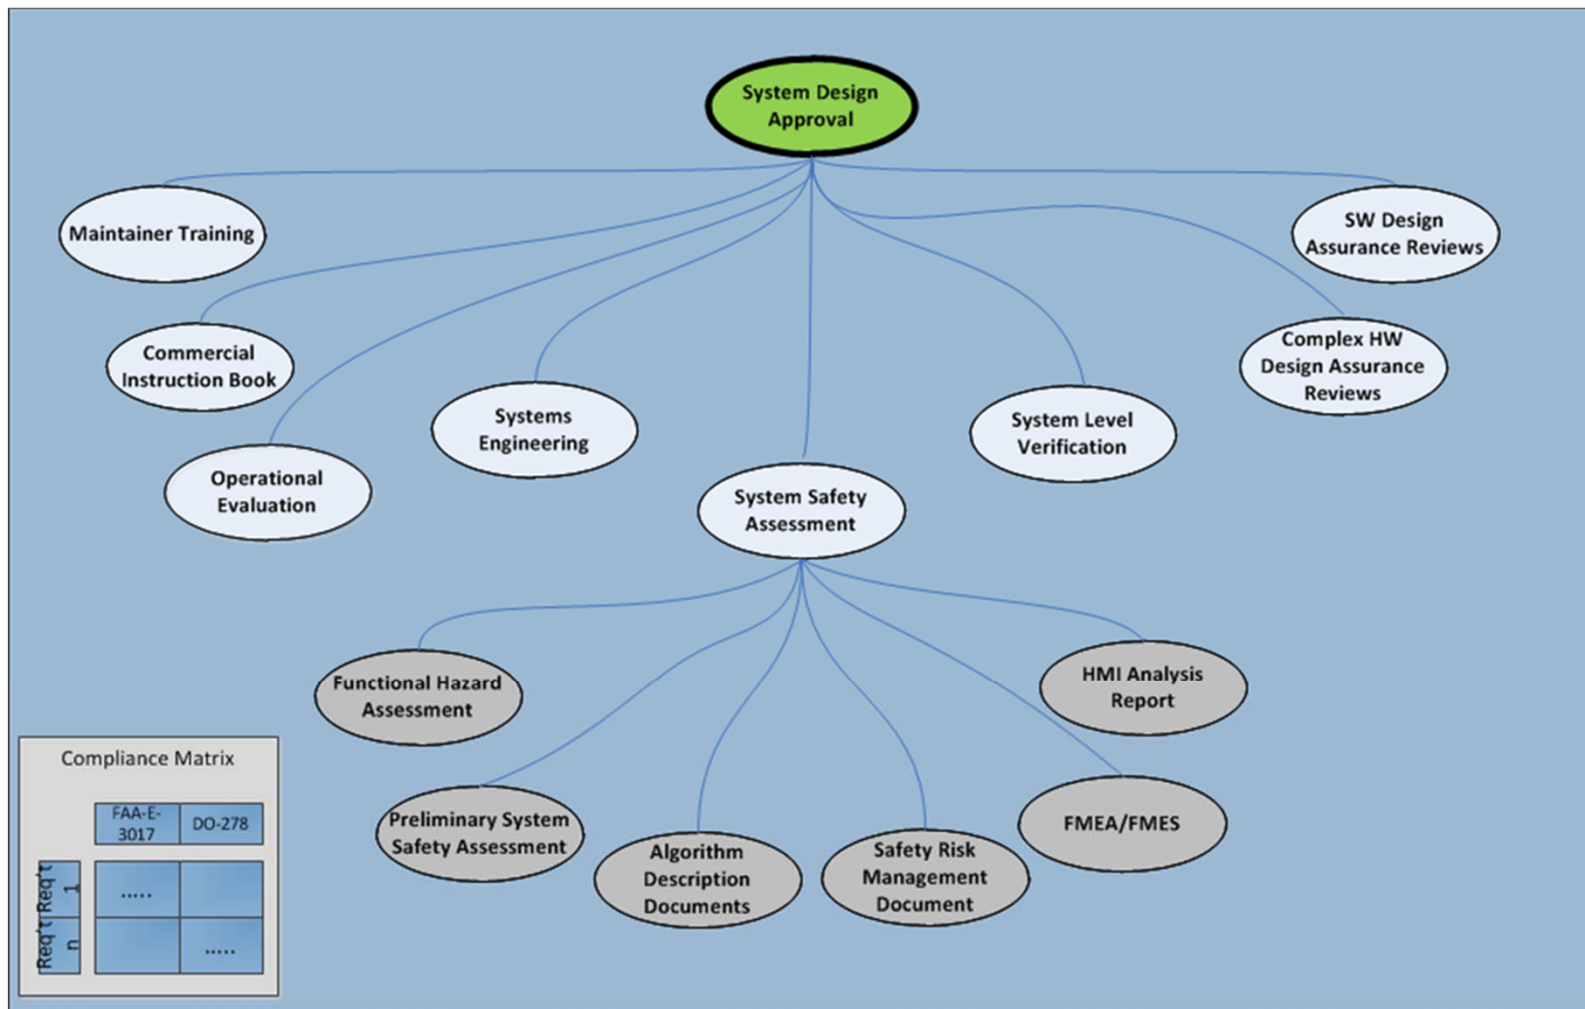 System Design
Approval
Maintainer Training
SW Design
Assurance Reviews
Commercial
Instruction Book
Complex HW
Design Assurance
Reviews
Operational
Evaluation
Systems
Engineering
System Level
Verification
System Safety
Assessment
Functional Hazard
Assessment
HMI Analysis
Report
Preliminary System
Safety Assessment
Algorithm
Description
Documents
Safety Risk
Management
Document
FMEA/FMES
Compliance Matrix
FAA-E-
3017
DO-278
Req't
1
.....
Req't
n
.....